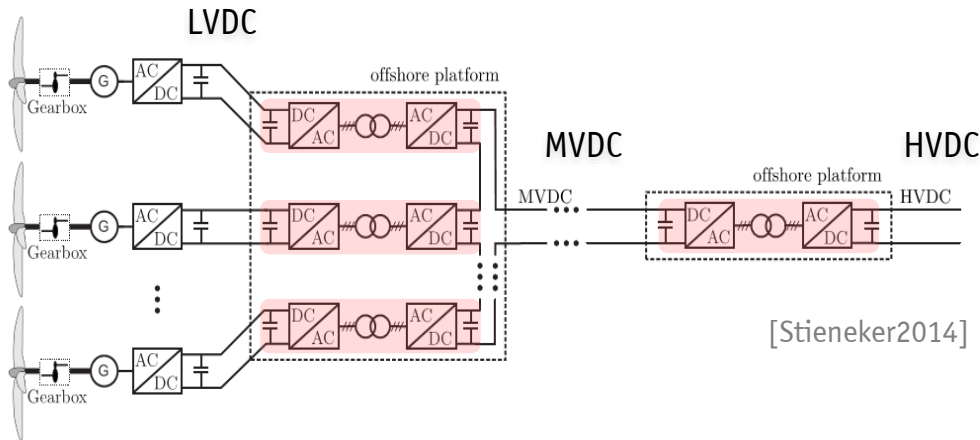 LVDC
offshore platform
Gearbox
G
AC
DC
DC
AC
AC
DC
MVDC
HVDC
offshore platform
Gearbox
G
AC
DC
DC
AC
AC
DC
MVDC
DC
AC
AC
DC
HVDC
Gearbox
G
AC
DC
DC
AC
AC
DC
[Stieneker2014]